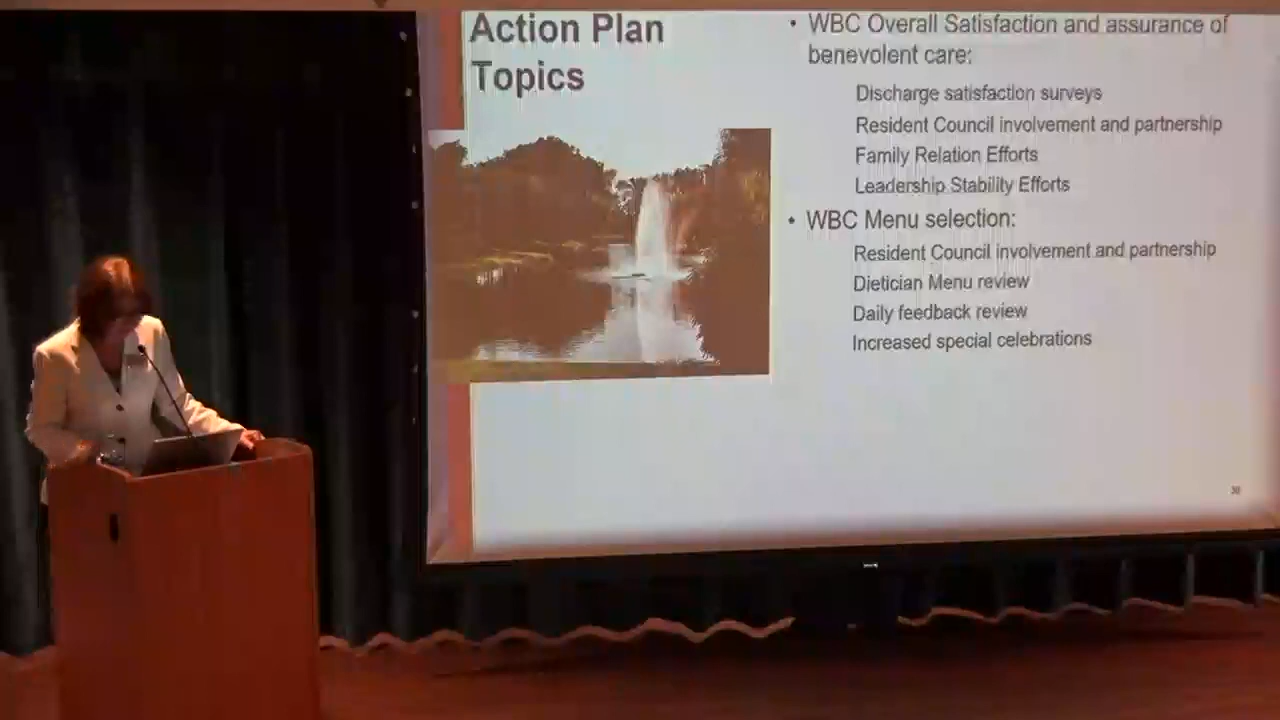 Action Plan
Topics
• WBC Overall Satisfaction and assurance of
benevolent care:
Discharge satisfaction surveys
Resident Council involvement and partnership
Family Relation Efforts
Leadership Stability Efforts
• WBC Menu selection:
Resident Council involvement and partnership
Dietician Menu review
Daily feedback review
Increased special celebrations